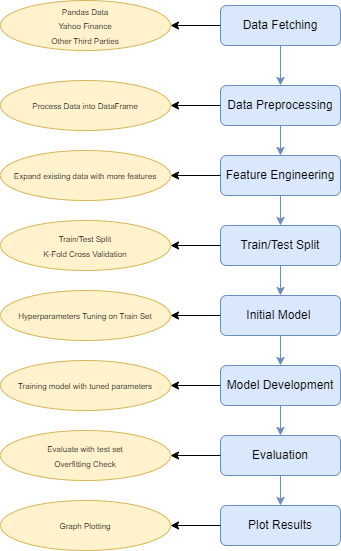 Pandas Data
Yahoo Finance
Other Third Parties
Data Fetching
Process Data into DataFrame
Data Preprocessing
Expand existing data with more features
Feature Engineering
Train/Test Split
K-Fold Cross Validation
Train/Test Split
Hyperparameters Tuning on Train Set
Initial Model
Training model with tuned parameters
Model Development
Evaluate with test set
Overfitting Check
Evaluation
Graph Plotting
Plot Results